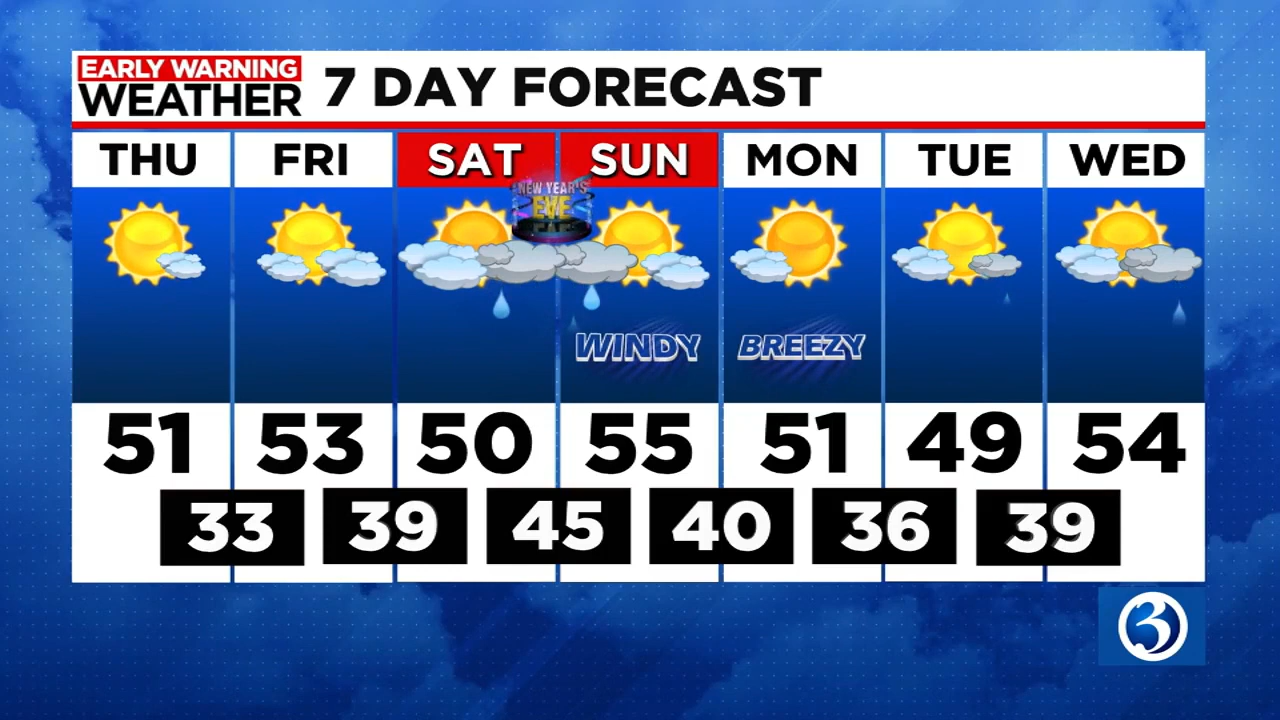 EARLY WARNING
WEATHER
7 DAY FORECAST
THU FRI SAT SUN MON TUE WED
NEW YEAR'S
EVE
WINDY BREEZY
51 53 50 55 51 49 54
33 39 45 40 36 39
3